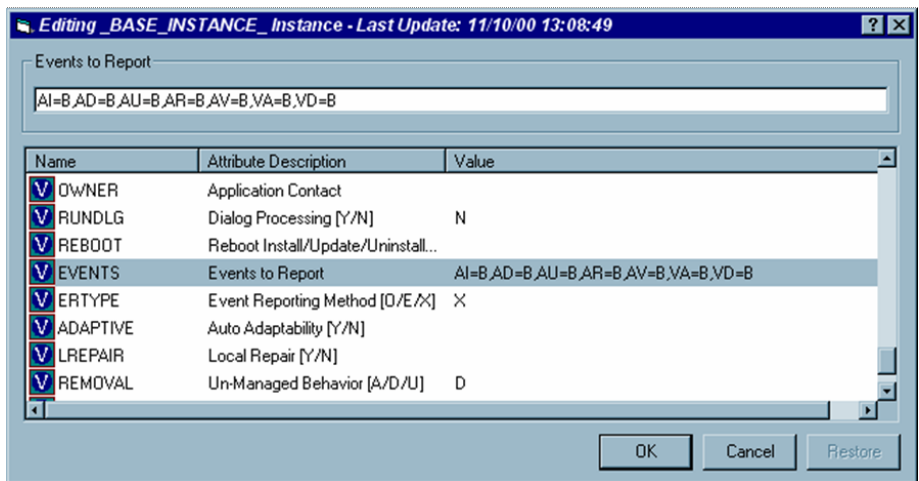 Editing _BASE_INSTANCE_ Instance - Last Update: 11/10/00 13:08:49
Events to Report
AI=B,AD=B,AU=B,AR=B,AV=B,VA=B,VD=B
Name Attribute Description Value
V OWNER Application Contact
V RUNDLG Dialog Processing [Y/N] N
V REBOOT Reboot Install/Update/Uninstall...
V EVENTS Events to Report AI=B,AD=B,AU=B,AR=B,AV=B,VA=B,VD=B
V ERTYPE Event Reporting Method [O/E/X] X
V ADAPTIVE Auto Adaptability [Y/N]
V LREPAIR Local Repair [Y/N]
V REMOVAL Un-Managed Behavior [A/D/U] D
OK Cancel Restore